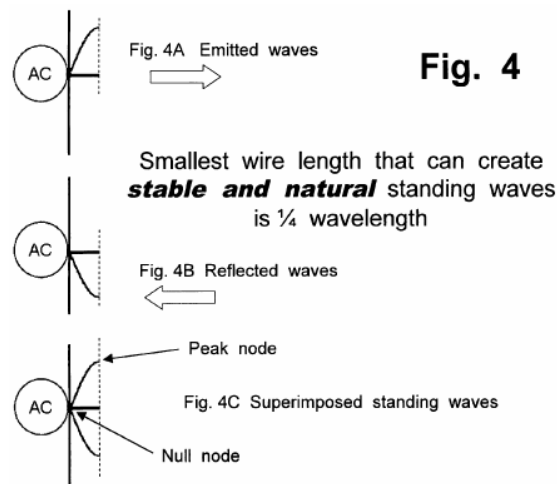 AC
Fig. 4A Emitted waves
Fig. 4
Smallest wire length that can create
stable and natural standing waves
is ¼ wavelength
AC
Fig. 4B Reflected waves
Peak node
AC
Fig. 4C Superimposed standing waves
Null node